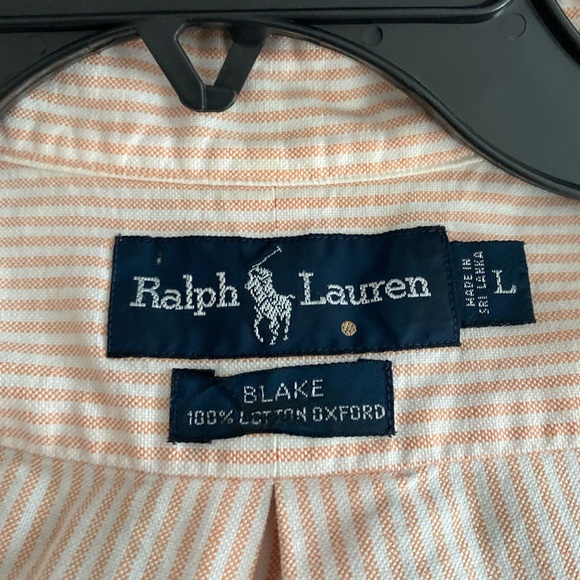 Ralph Lauren
MADE IN
SRI LANKA
L
BLAKE
100% COTTON OXFORD